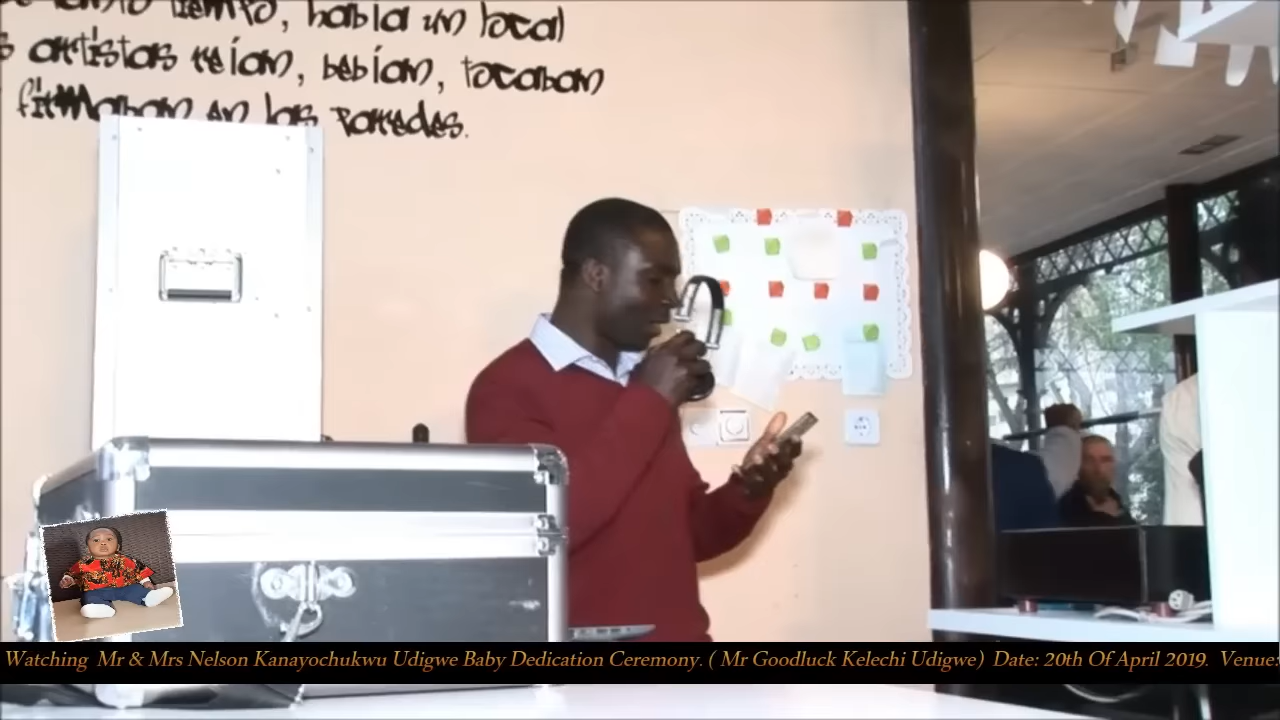 tiempo, había un local
artistas reían, bebían, tocaban
firmaban en las paredes.
Watching Mr & Mrs Nelson Kanayochukwu Udigwe Baby Dedication Ceremony. ( Mr Goodluck Kelechi Udigwe) Date: 20th Of April 2019. Venue: